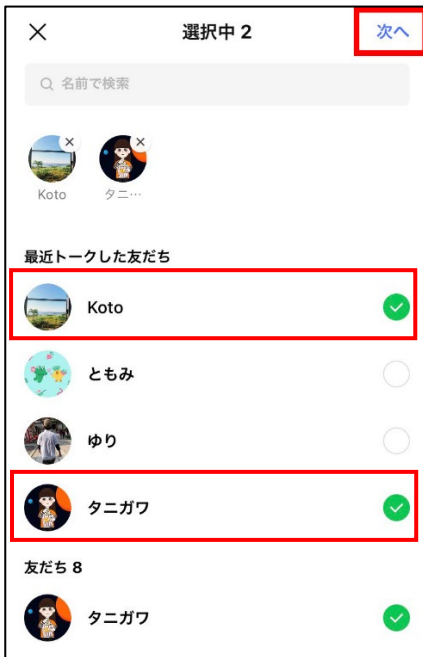 選択中 2
次へ
名前で検索
Koto
タニ…
最近トークした友だち
Koto
ともみ
ゆり
タニガワ
友だち 8
タニガワ